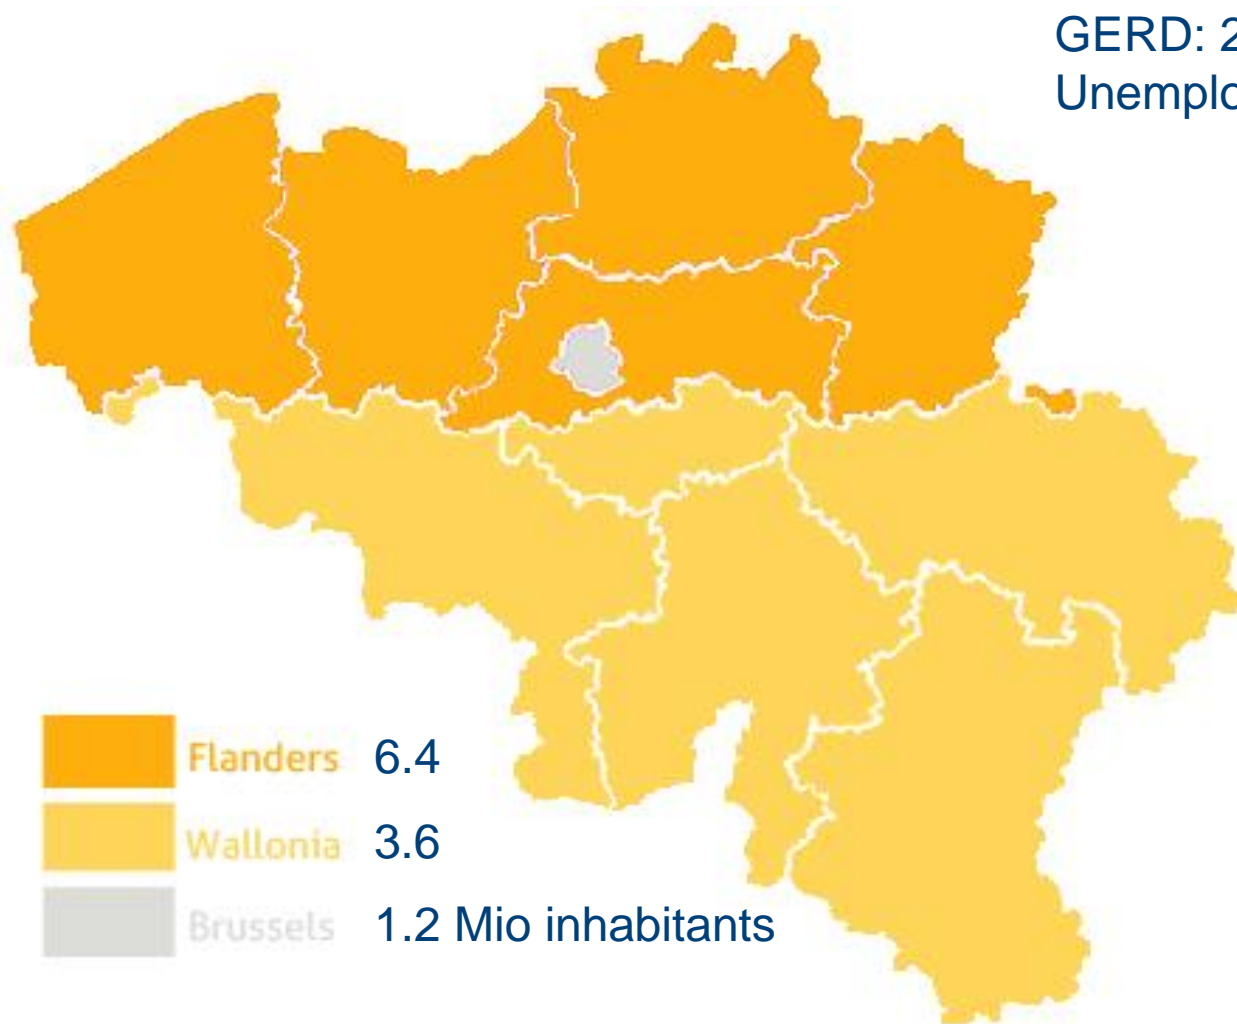 GERD: 2
Unemplo
Flanders 6.4
Wallonia 3.6
Brussels 1.2 Mio inhabitants